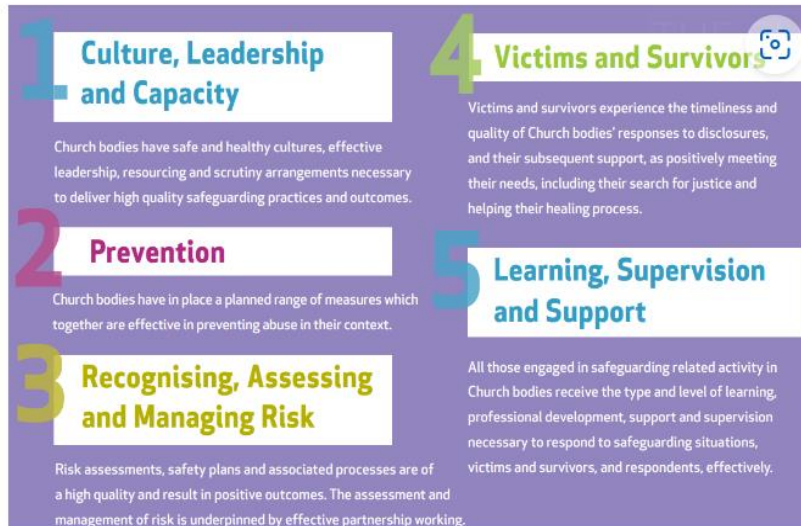 1
Culture, Leadership
and Capacity
Church bodies have safe and healthy cultures, effective
leadership, resourcing and scrutiny arrangements necessary
to deliver high quality safeguarding practices and outcomes.
2
Prevention
Church bodies have in place a planned range of measures which
together are effective in preventing abuse in their context.
3
Recognising, Assessing
and Managing Risk
Risk assessments, safety plans and associated processes are of
a high quality and result in positive outcomes. The assessment and
management of risk is underpinned by effective partnership working.
4
Victims and Survivors
Victims and survivors experience the timeliness and
quality of Church bodies' responses to disclosures,
and their subsequent support, as positively meeting
their needs, including their search for justice and
helping their healing process.
5
Learning, Supervision
and Support
All those engaged in safeguarding related activity in
Church bodies receive the type and level of learning,
professional development, support and supervision
necessary to respond to safeguarding situations,
victims and survivors, and respondents, effectively.